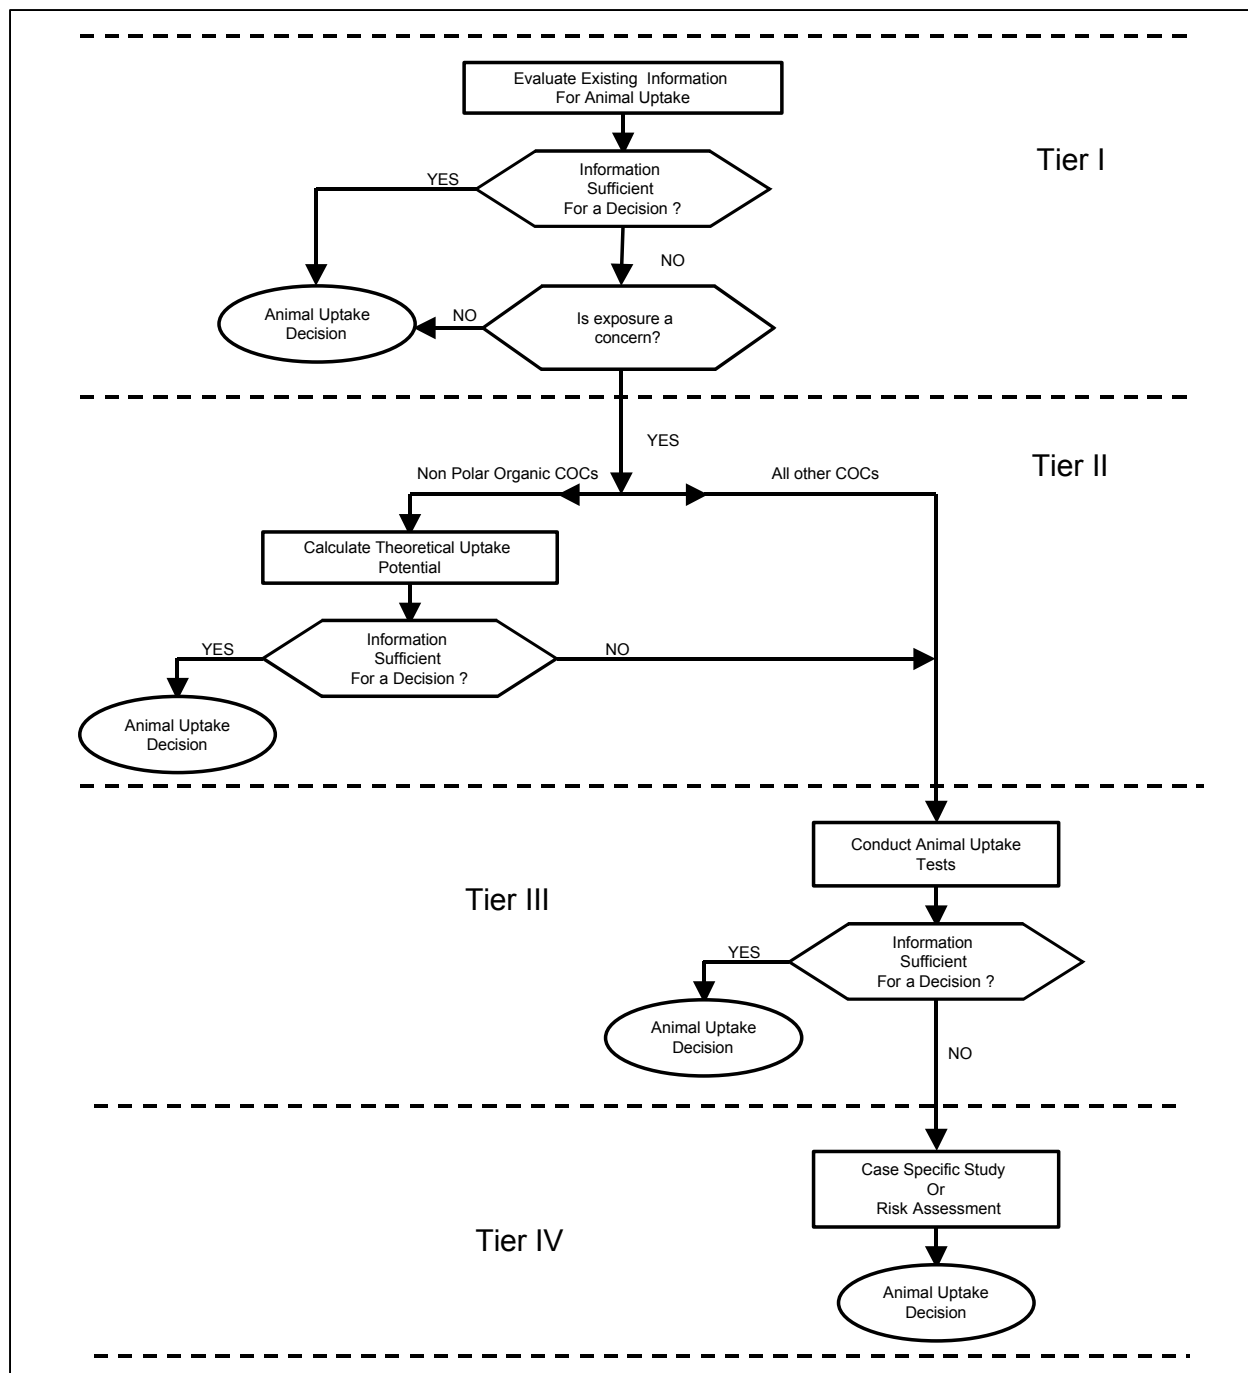 Evaluate Existing Information
For Animal Uptake
Tier I
Information
Sufficient
For a Decision ?
YES
NO
Animal Uptake
Decision
NO
Is exposure a
concern?
YES
Tier II
Non Polar Organic COCs
All other COCs
Calculate Theoretical Uptake
Potential
Information
Sufficient
For a Decision ?
YES
NO
Animal Uptake
Decision
Conduct Animal Uptake
Tests
Tier III
Information
Sufficient
For a Decision ?
YES
Animal Uptake
Decision
NO
Case Specific Study
Or
Risk Assessment
Tier IV
Animal Uptake
Decision